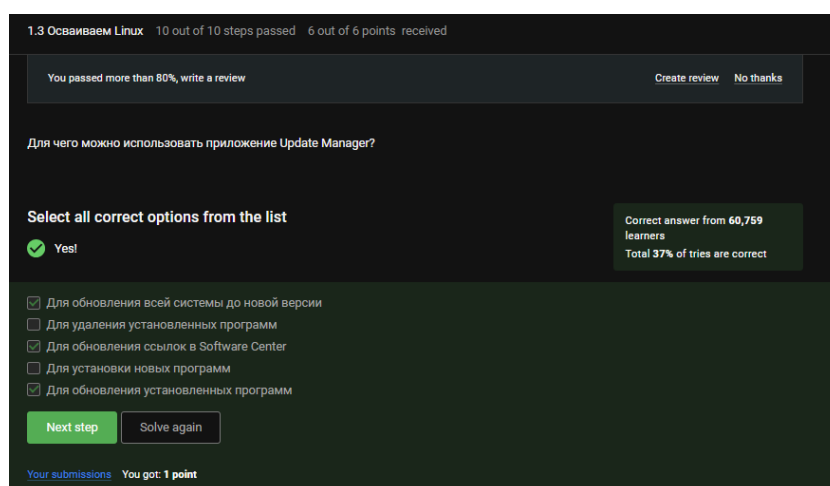 1.3 Осваиваем Linux 10 out of 10 steps passed 6 out of 6 points received
You passed more than 80%, write a review Create review No thanks
Для чего можно использовать приложение Update Manager?
Select all correct options from the list
Yes!
Correct answer from 60,759
learners
Total 37% of tries are correct
Для обновления всей системы до новой версии
Для удаления установленных программ
Для обновления ссылок в Software Center
Для установки новых программ
Для обновления установленных программ
Next step Solve again
Your submissions You got: 1 point